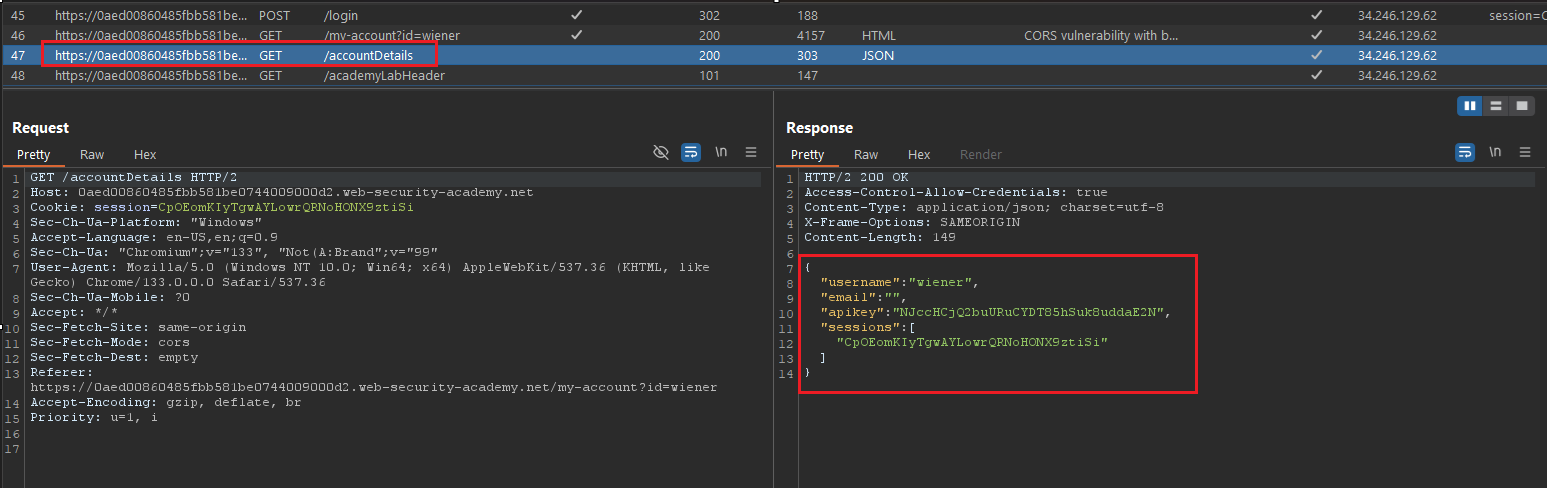 45 https://0aed00860485fbb581be... POST /login ✓ 302 188 ✓ 34.246.129.62 session=C
46 https://0aed00860485fbb581be... GET /my-account?id=wiener ✓ 200 4157 HTML CORS vulnerability with b... ✓ 34.246.129.62
47 https://0aed00860485fbb581be... GET /accountDetails 200 303 JSON ✓ 34.246.129.62
48 https://0aed00860485fbb581be... GET /academyLabHeader 101 147 ✓ 34.246.129.62
Request
Pretty Raw Hex \n
1 GET /accountDetails HTTP/2
2 Host: 0aed00860485fbb581be0744009000d2.web-security-academy.net
3 Cookie: session=CpOEomKIyTgwAYLowrQRNoHONX9ztiSi
4 Sec-Ch-Ua-Platform: "Windows"
5 Accept-Language: en-US,en;q=0.9
6 Sec-Ch-Ua: "Chromium";v="133", "Not(A:Brand";v="99"
7 User-Agent: Mozilla/5.0 (Windows NT 10.0; Win64; x64) AppleWebKit/537.36 (KHTML, like
Gecko) Chrome/133.0.0.0 Safari/537.36
8 Sec-Ch-Ua-Mobile: ?0
9 Accept: */*
10 Sec-Fetch-Site: same-origin
11 Sec-Fetch-Mode: cors
12 Sec-Fetch-Dest: empty
13 Referer:
https://0aed00860485fbb581be0744009000d2.web-security-academy.net/my-account?id=wiener
14 Accept-Encoding: gzip, deflate, br
15 Priority: u=1, i
16
17
Response
Pretty Raw Hex Render \n
1 HTTP/2 200 OK
2 Access-Control-Allow-Credentials: true
3 Content-Type: application/json; charset=utf-8
4 X-Frame-Options: SAMEORIGIN
5 Content-Length: 149
6
7 {
8 "username":"wiener",
9 "email":"",
10 "apikey":"NJccHCjQ2buURuCYDT85hSuk8uddaE2N",
11 "sessions":[
12 "CpOEomKIyTgwAYLowrQRNoHONX9ztiSi"
13 ]
14 }